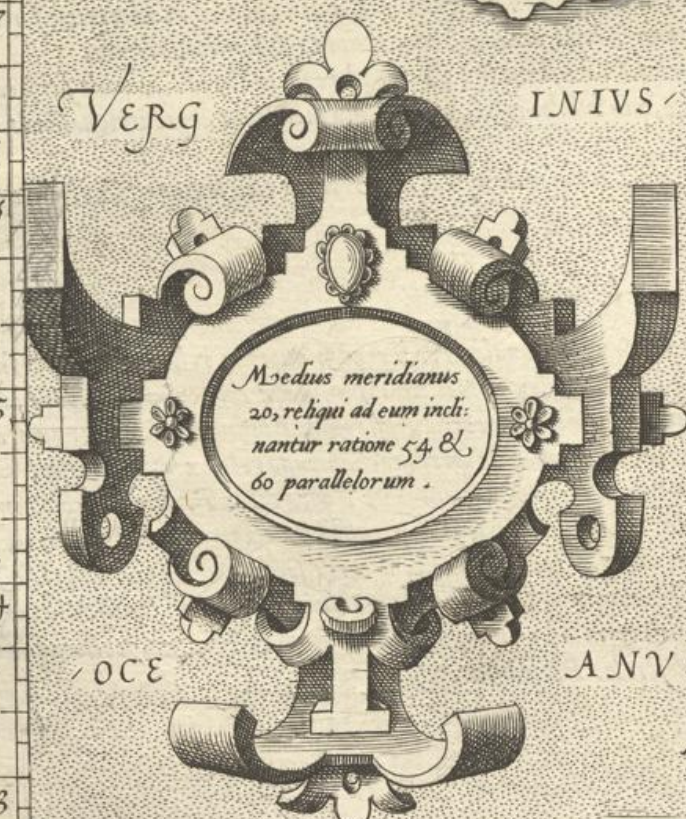 VERG INIVS
Medius meridianus
20, reliqui ad eum incli:
nantur ratione 54 &
60 parallelorum .
OCE ANV